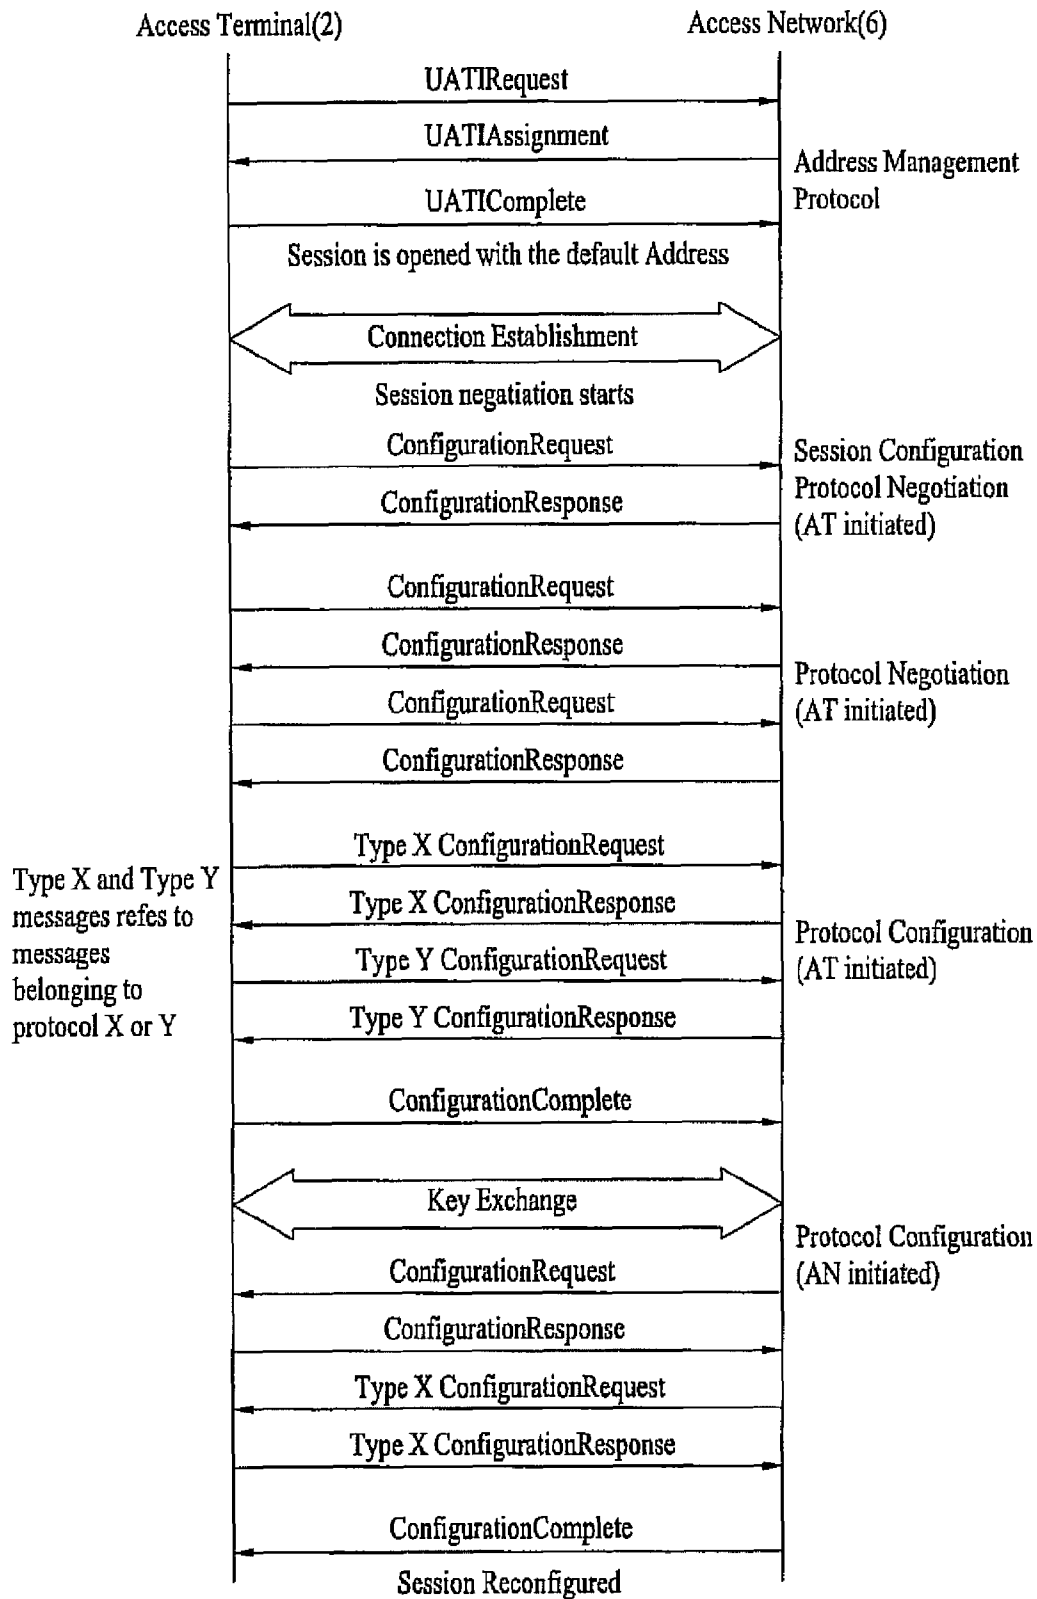 Access Terminal(2)
Access Network(6)
UATIRequest
UATIAssignment
Address Management
Protocol
UATIComplete
Session is opened with the default Address
Connection Establishment
Session negatiation starts
ConfigurationRequest
Session Configuration
Protocol Negotiation
(AT initiated)
ConfigurationResponse
ConfigurationRequest
ConfigurationResponse
Protocol Negotiation
(AT initiated)
ConfigurationRequest
ConfigurationResponse
Type X ConfigurationRequest
Type X and Type Y
messages refes to
messages
belonging to
protocol X or Y
Type X ConfigurationResponse
Protocol Configuration
(AT initiated)
Type Y ConfigurationRequest
Type Y ConfigurationResponse
ConfigurationComplete
Key Exchange
Protocol Configuration
(AN initiated)
ConfigurationRequest
ConfigurationResponse
Type X ConfigurationRequest
Type X ConfigurationResponse
ConfigurationComplete
Session Reconfigured